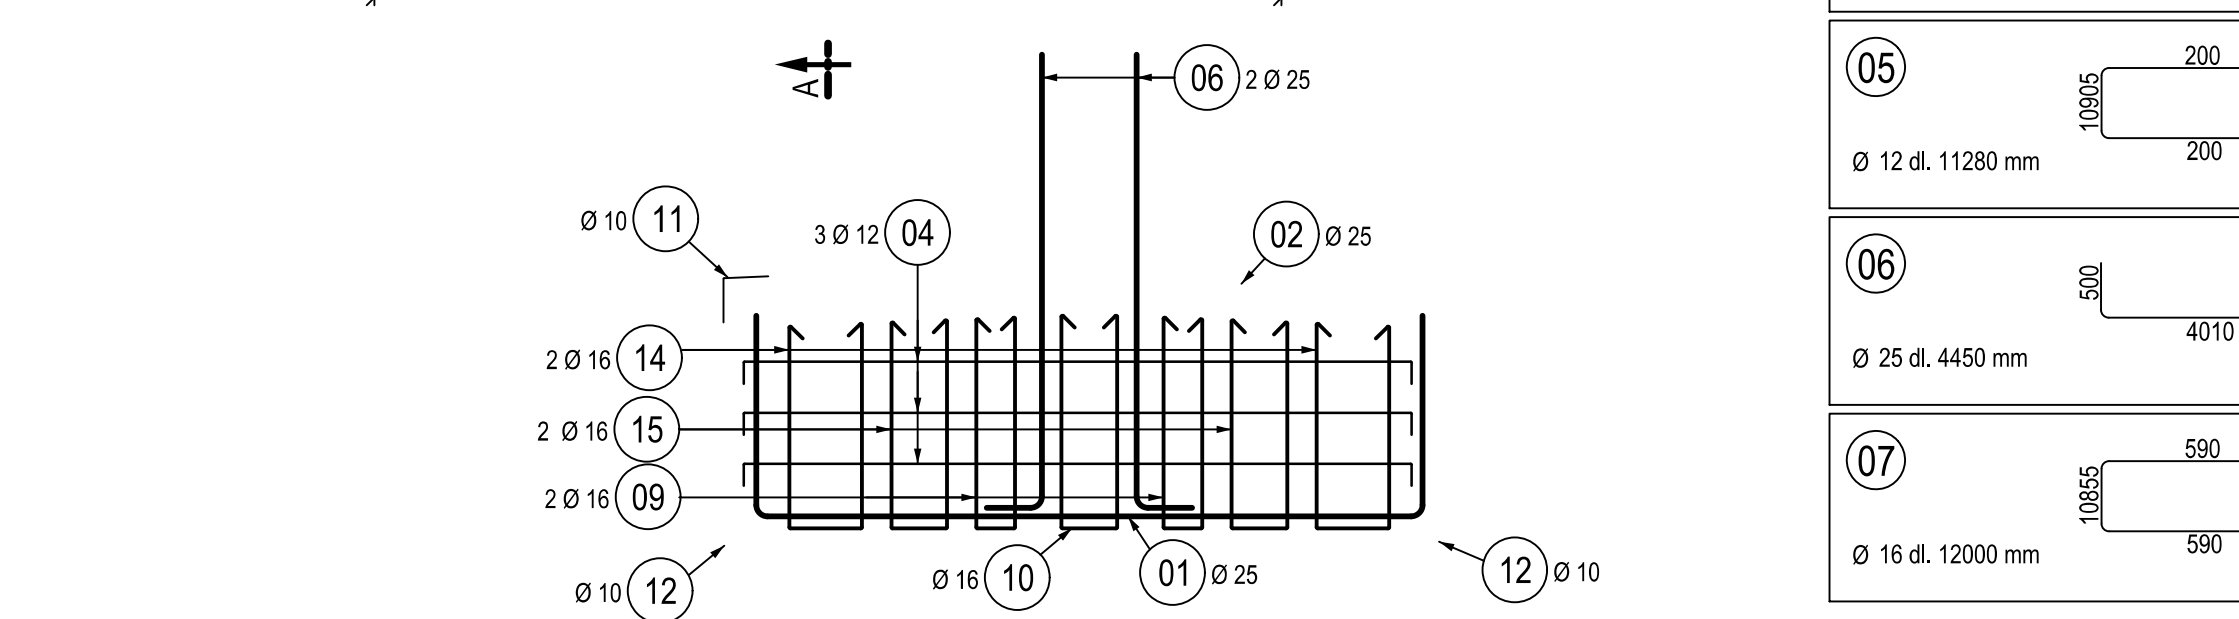 A
06 2 Ø 25
Ø 10 11
3 Ø 12 04
02 Ø 25
2 Ø 16 14
2 Ø 16 15
2 Ø 16 09
Ø 10 12
Ø 16 10
01 Ø 25
12 Ø 10
05
200
10905
200
Ø 12 dl. 11280 mm
06
500
4010
Ø 25 dl. 4450 mm
07
590
10855
590
Ø 16 dl. 12000 mm